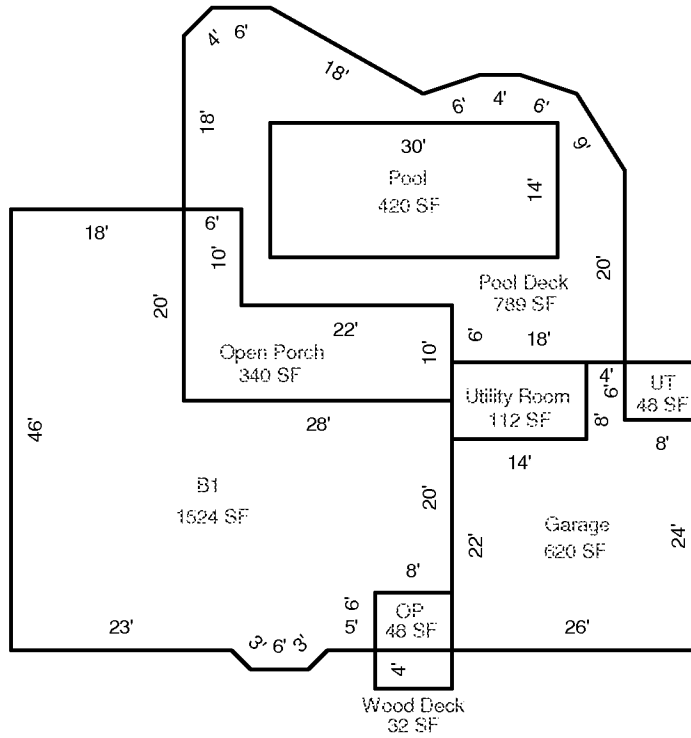 4' 6'
18'
6' 4' 6'
9'
18'
30'
Pool
420 SF
14'
18'
6'
10'
20'
Pool Deck
789 SF
20'
22'
Open Porch
340 SF
10'
6'
18'
4'
6'
UT
48 SF
8'
Utility Room
112 SF
8'
14'
46'
28'
B1
1524 SF
20'
22'
Garage
620 SF
24'
8'
6'
OP
48 SF
5'
23'
3' 6' 3'
26'
4'
Wood Deck
32 SF